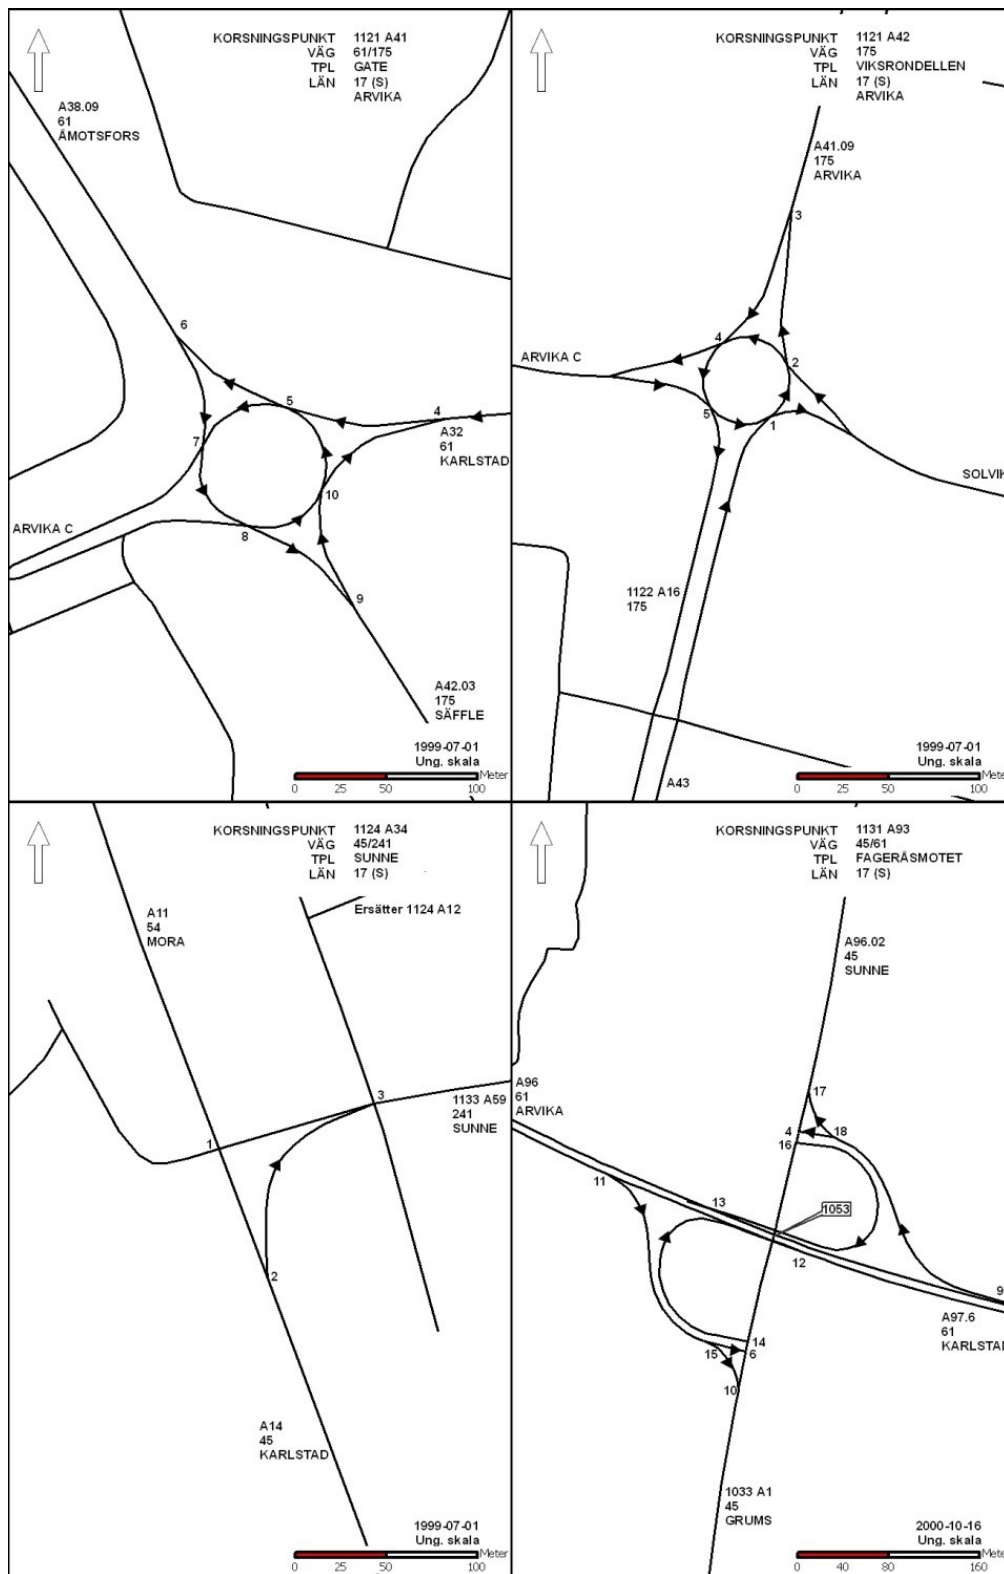 KORSNINGSPUNKT 1121 A41
VÄG 61/175
TPL GATE
LÄN 17 (S)
ARVIKA
A38.09
61
ÅMOTSFORS
6
5
4
A32
61
KARLSTAD
7
10
ARVIKA C
8
9
A42.03
175
SÄFFLE
1999-07-01
Ung. skala
Meter
0 25 50 100
KORSNINGSPUNKT 1121 A42
VÄG 175
TPL VIKSRONDELLEN
LÄN 17 (S)
ARVIKA
A41.09
175
ARVIKA
3
4
ARVIKA C
2
5
1
SOLVIK
1122 A16
175
A43
1999-07-01
Ung. skala
Meter
0 25 50 100
KORSNINGSPUNKT 1124 A34
VÄG 45/241
TPL SUNNE
LÄN 17 (S)
Ersätter 1124 A12
A11
54
MORA
3
1133 A59
241
SUNNE
1
2
A14
45
KARLSTAD
1999-07-01
Ung. skala
Meter
0 25 50 100
KORSNINGSPUNKT 1131 A93
VÄG 45/61
TPL FAGERÅSMOTET
LÄN 17 (S)
A96.02
45
SUNNE
A96
61
ARVIKA
17
4 18
16
11
13
1053
12
9
A97.6
61
KARLSTAD
14
15 6
10
1033 A1
45
GRUMS
2000-10-16
Ung. skala
Meter
0 40 80 160